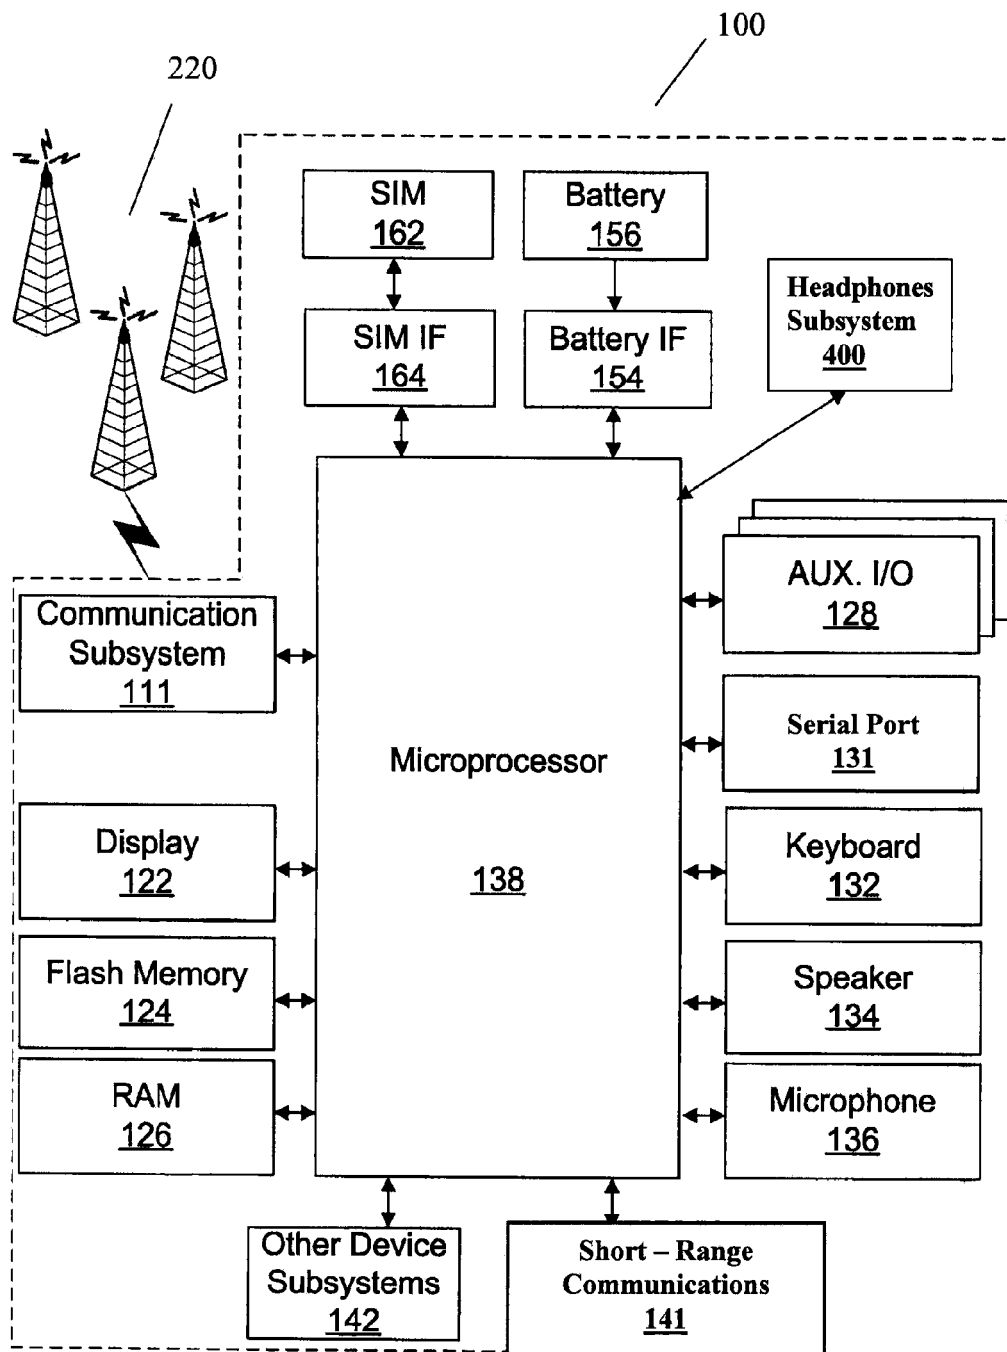 100
220
SIM
162
Battery
156
Headphones
Subsystem
400
SIM IF
164
Battery IF
154
AUX. I/O
128
Communication
Subsystem
111
Serial Port
131
Microprocessor
138
Display
122
Keyboard
132
Flash Memory
124
Speaker
134
RAM
126
Microphone
136
Other Device
Subsystems
142
Short – Range
Communications
141